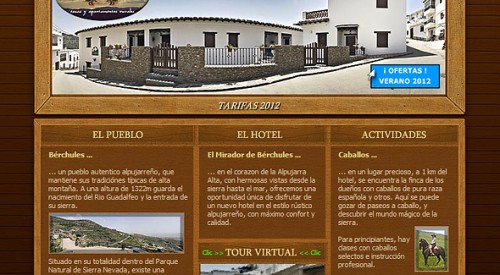 casas y apartamentos rurales
¡ OFERTAS !
VERANO 2012
TARIFAS 2012
EL PUEBLO
Bérchules ...
... un pueblo autentico alpujarreño, que
mantiene sus tradiciónes típicas de alta
montaña. A una altura de 1322m guarda el
nacimiento del Rio Guadalfeo y la entrada de
su sierra.
Situado en su totalidad dentro del Parque
Natural de Sierra Nevada, existe una
EL HOTEL
El Mirador de Bérchules ...
... en el corazon de la Alpujarra
Alta, con hermosas vistas desde la
sierra hasta el mar, ofrecemos una
oportunidad única de disfrutar de
un nuevo hotel en el estilo rústico
alpujarreño, con máximo confort y
calidad.
Clic >> TOUR VIRTUAL << Clic
ACTIVIDADES
Caballos ...
... en un lugar precioso, a 1 km del
hotel, se encuentra la finca de los
dueños con caballos de pura raza
española y otros. Aquí se puede
gozar de paseos a caballo, y
descubrir el mundo mágico de la
sierra.
Para principiantes, hay
clases con caballos
selectos e instrucción
profesional.